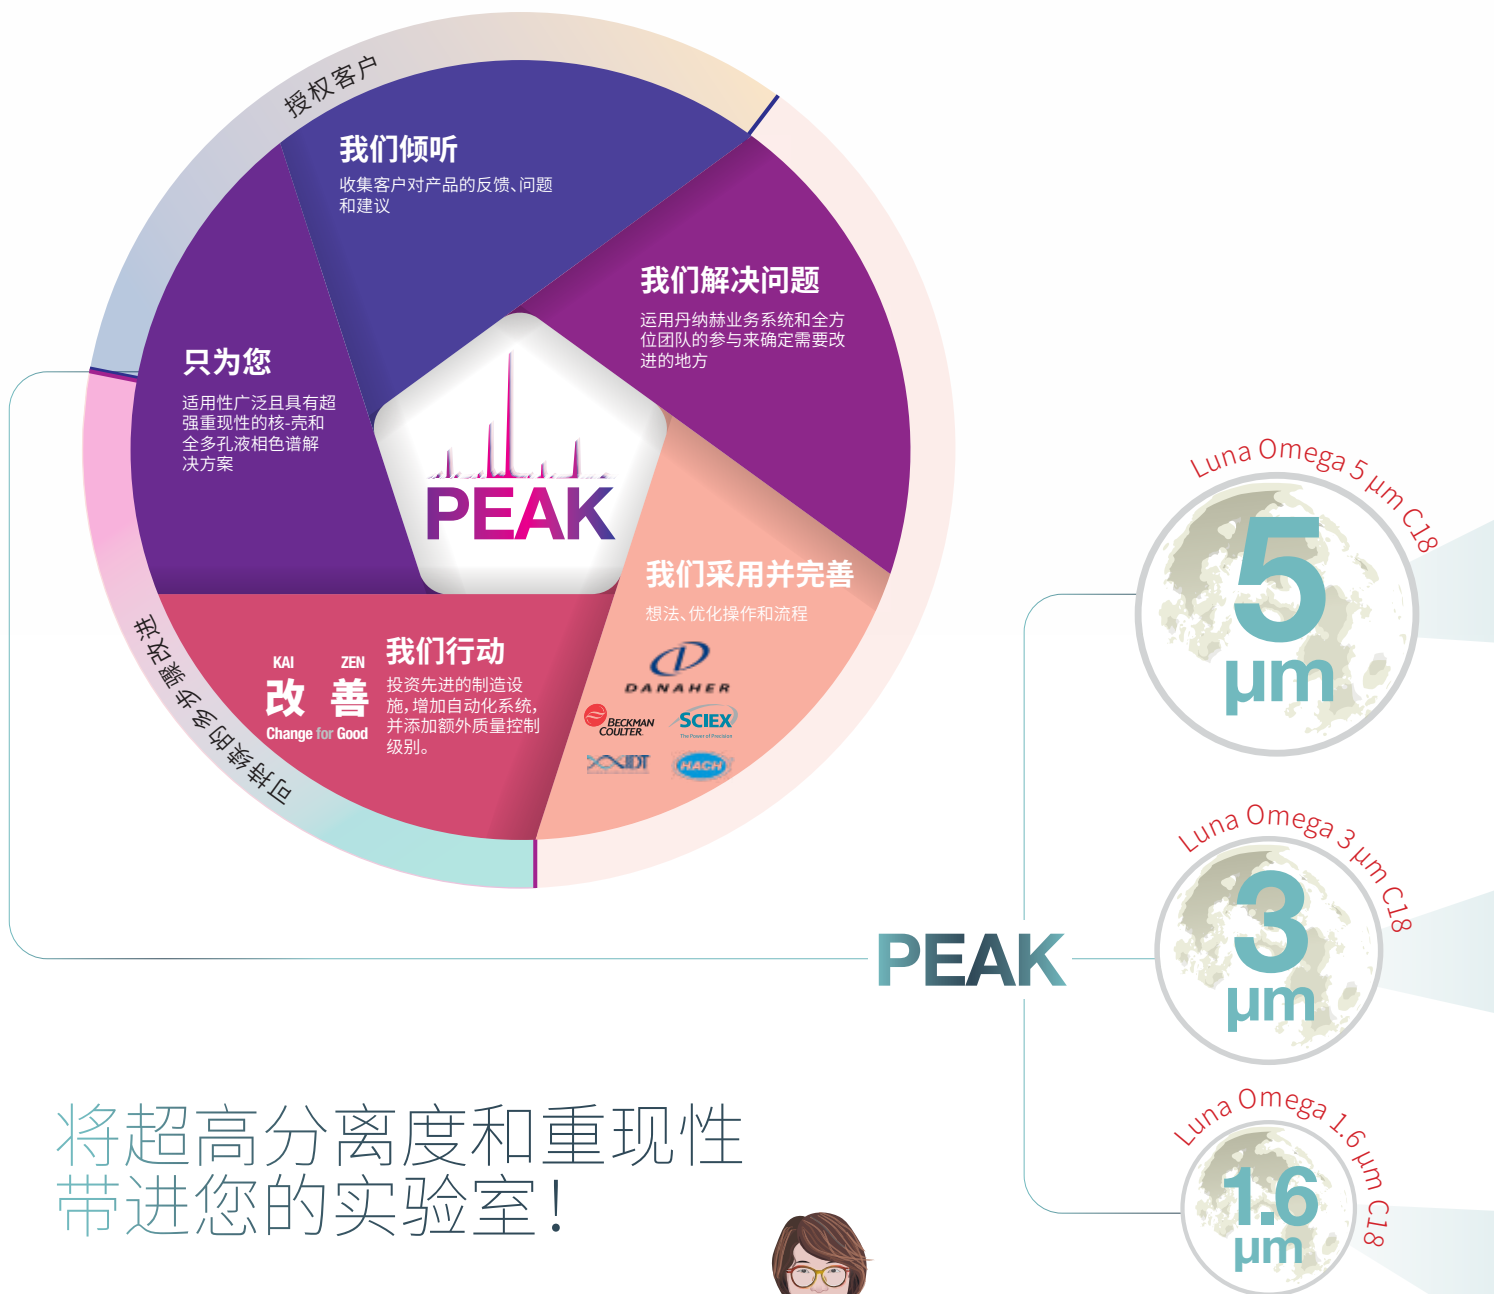 授权客户
我们倾听
收集客户对产品的反馈、问题
和建议
我们解决问题
运用丹纳赫业务系统和全方
位团队的参与来确定需要改
进的地方
只为您
适用性广泛且具有超
强重现性的核-壳和
全多孔液相色谱解
决方案
PEAK
我们采用并完善
想法、优化操作和流程
DANAHER
BECKMAN
COULTER
SCIEX
The Power of Precision
IDT
HACH
我们行动
投资先进的制造设
施，增加自动化系统，
并添加额外质量控制
级别。
KAI ZEN
改 善
Change for Good
可持续的多步骤改进
PEAK
Luna Omega 5 µm C18
5
µm
Luna Omega 3 µm C18
3
µm
Luna Omega 1.6 µm C18
1.6
µm
将超高分离度和重现性
带进您的实验室！